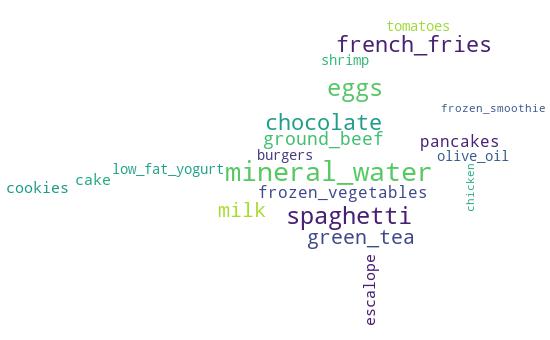 tomatoes
french_fries
shrimp
eggs
frozen_smoothie
chocolate
ground_beef
pancakes
burgers
olive_oil
low_fat_yogurt
mineral_water
cake
cookies
chicken
frozen_vegetables
milk
spaghetti
green_tea
escalope